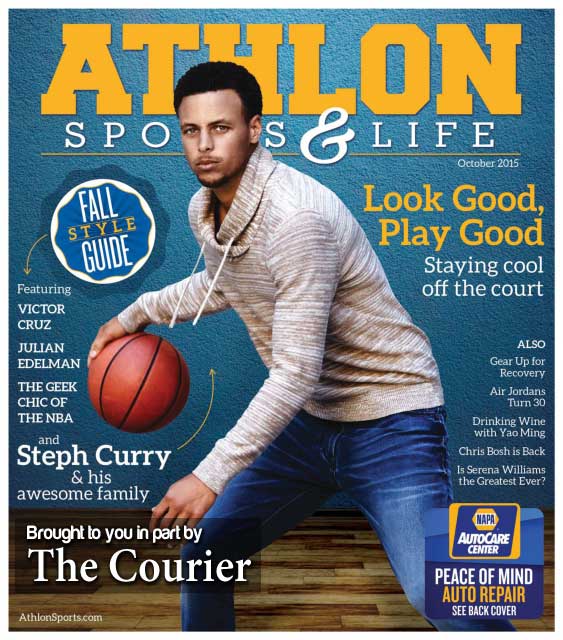 ATHLON
SPO S & LIFE
October 2015
FALL
STYLE
GUIDE
Featuring
VICTOR
CRUZ
JULIAN
EDELMAN
THE GEEK
CHIC OF
THE NBA
and
Steph Curry
& his
awesome family
Look Good,
Play Good
Staying cool
off the court
ALSO
Gear Up for
Recovery
Air Jordans
Turn 30
Drinking Wine
with Yao Ming
Chris Bosh is Back
Is Serena Williams
the Greatest Ever?
Brought to you in part by
The Courier
NAPA
AUTOCARE
CENTER
PEACE OF MIND
AUTO REPAIR
SEE BACK COVER
AthlonSports.com